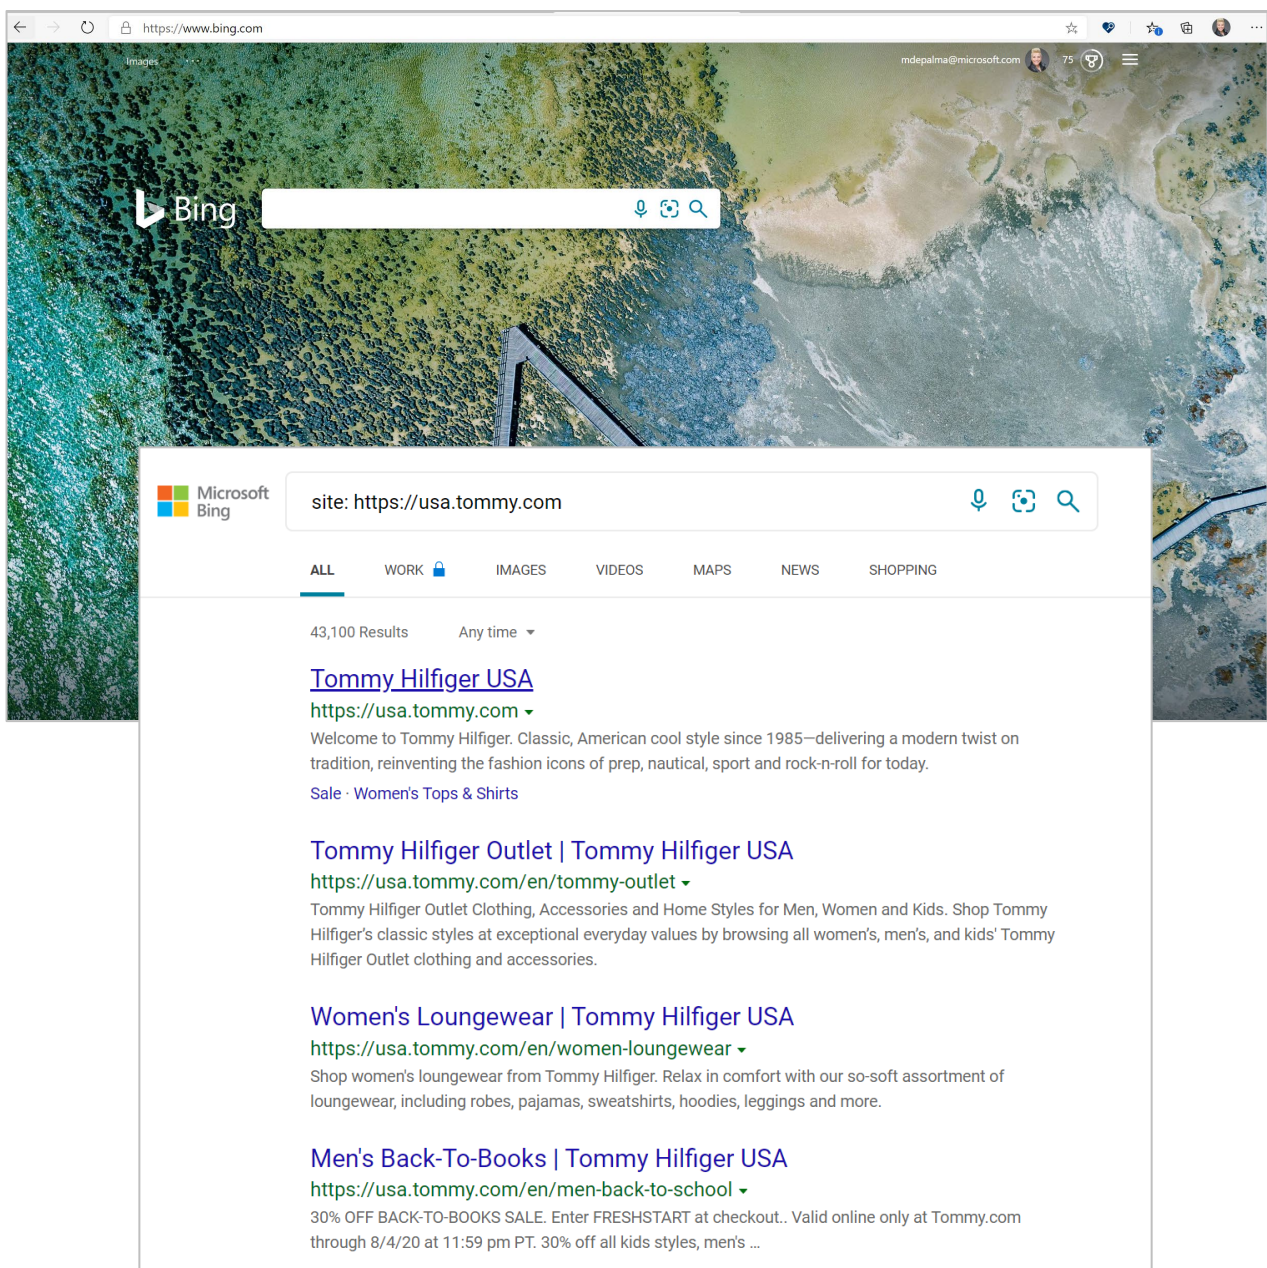 https://www.bing.com
Images ...
mdepalma@microsoft.com 75
Bing
Microsoft
Bing
site: https://usa.tommy.com
ALL WORK IMAGES VIDEOS MAPS NEWS SHOPPING
43,100 Results Any time
Tommy Hilfiger USA
https://usa.tommy.com
Welcome to Tommy Hilfiger. Classic, American cool style since 1985—delivering a modern twist on
tradition, reinventing the fashion icons of prep, nautical, sport and rock-n-roll for today.
Sale · Women's Tops & Shirts
Tommy Hilfiger Outlet | Tommy Hilfiger USA
https://usa.tommy.com/en/tommy-outlet
Tommy Hilfiger Outlet Clothing, Accessories and Home Styles for Men, Women and Kids. Shop Tommy
Hilfiger’s classic styles at exceptional everyday values by browsing all women’s, men’s, and kids' Tommy
Hilfiger Outlet clothing and accessories.
Women's Loungewear | Tommy Hilfiger USA
https://usa.tommy.com/en/women-loungewear
Shop women's loungewear from Tommy Hilfiger. Relax in comfort with our so-soft assortment of
loungewear, including robes, pajamas, sweatshirts, hoodies, leggings and more.
Men's Back-To-Books | Tommy Hilfiger USA
https://usa.tommy.com/en/men-back-to-school
30% OFF BACK-TO-BOOKS SALE. Enter FRESHSTART at checkout.. Valid online only at Tommy.com
through 8/4/20 at 11:59 pm PT. 30% off all kids styles, men's ...